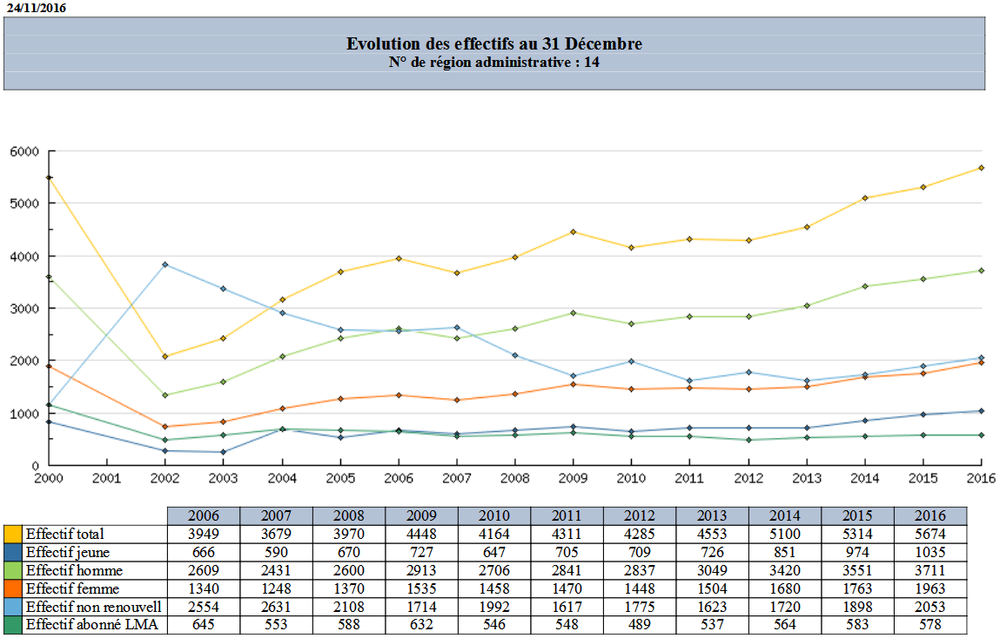 24/11/2016
Evolution des effectifs au 31 Décembre
N° de région administrative : 14
6000
5000
4000
3000
2000
1000
0
2000 2001 2002 2003 2004 2005 2006 2007 2008 2009 2010 2011 2012 2013 2014 2015 2016
2006 2007 2008 2009 2010 2011 2012 2013 2014 2015 2016
Effectif total 3949 3679 3970 4448 4164 4311 4285 4553 5100 5314 5674
Effectif jeune 666 590 670 727 647 705 709 726 851 974 1035
Effectif homme 2609 2431 2600 2913 2706 2841 2837 3049 3420 3551 3711
Effectif femme 1340 1248 1370 1535 1458 1470 1448 1504 1680 1763 1963
Effectif non renouvell 2554 2631 2108 1714 1992 1617 1775 1623 1720 1898 2053
Effectif abonné LMA 645 553 588 632 546 548 489 537 564 583 578